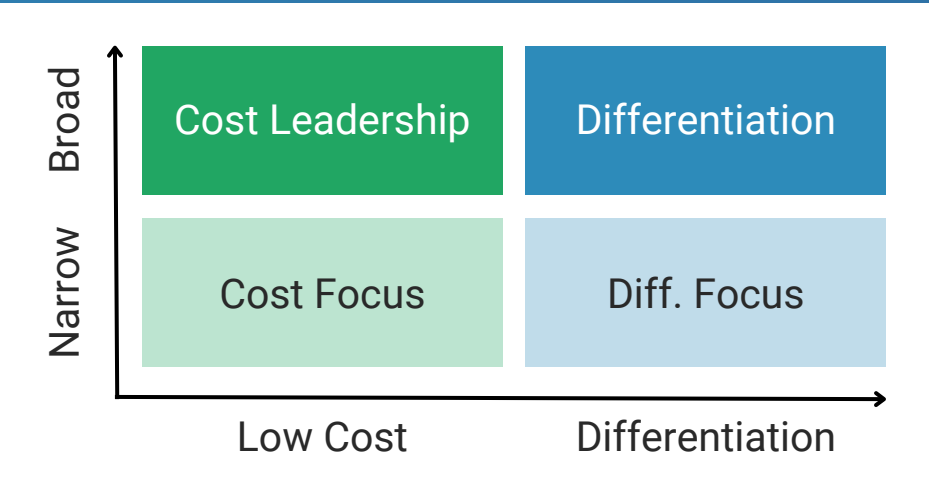 Broad
Cost Leadership
Differentiation
Narrow
Cost Focus
Diff. Focus
Low Cost
Differentiation